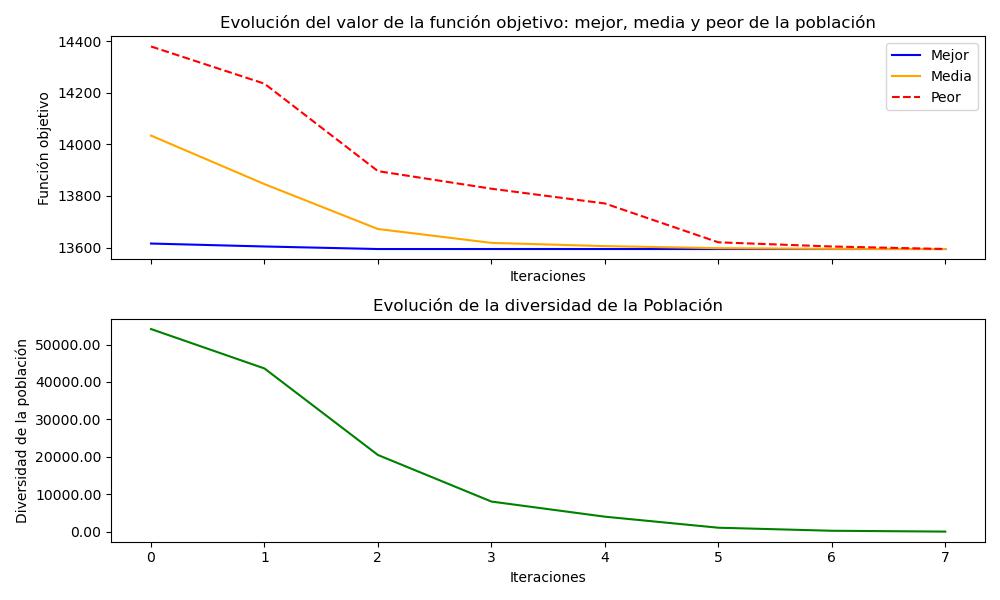 Evolución del valor de la función objetivo: mejor, media y peor de la población
14400
14200
14000
13800
13600
Función objetivo
Mejor
Media
Peor
Iteraciones
Evolución de la diversidad de la Población
50000.00
40000.00
30000.00
20000.00
10000.00
0.00
Diversidad de la población
0 1 2 3 4 5 6 7
Iteraciones